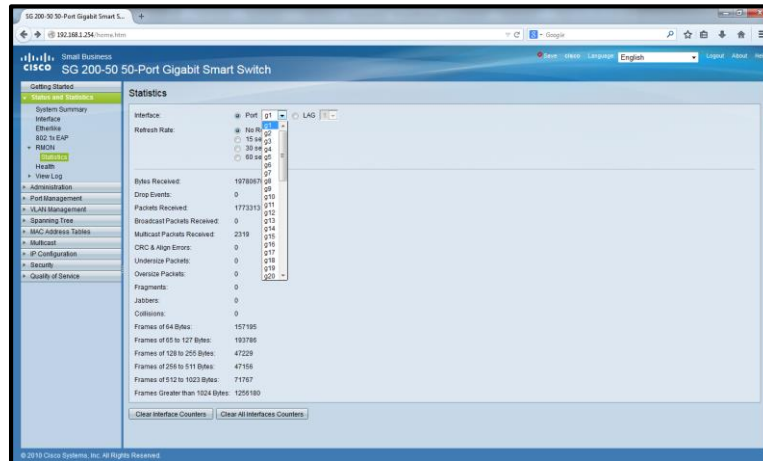 SG 200-50 50-Port Gigabit Smart S...
192.168.1.254/home.htm
Google
Small Business
CISCO SG 200-50 50-Port Gigabit Smart Switch
Save cisco Language: English Logout About
Getting Started
Status and Statistics
System Summary
Interface
Etherlike
802.1x EAP
RMON
Statistics
Health
View Log
Administration
Port Management
VLAN Management
Spanning Tree
MAC Address Tables
Multicast
IP Configuration
Security
Quality of Service
Statistics
Interface: Port g1 LAG
Refresh Rate: No
15 se
30 se
60 se
g1
g2
g3
g4
g5
g6
g7
g8
g9
g10
g11
g12
g13
g14
g15
g16
g17
g18
g19
g20
Bytes Received:
Drop Events: 0
Packets Received: 1773313
Broadcast Packets Received: 0
Multicast Packets Received: 2319
CRC & Align Errors: 0
Undersize Packets: 0
Oversize Packets: 0
Fragments: 0
Jabbers: 0
Collisions: 0
Frames of 64 Bytes: 157195
Frames of 65 to 127 Bytes: 193786
Frames of 128 to 255 Bytes: 47229
Frames of 256 to 511 Bytes: 47156
Frames of 512 to 1023 Bytes: 71767
Frames Greater than 1024 Bytes: 1256180
Clear Interface Counters Clear All Interfaces Counters
© 2010 Cisco Systems, Inc. All Rights Reserved.